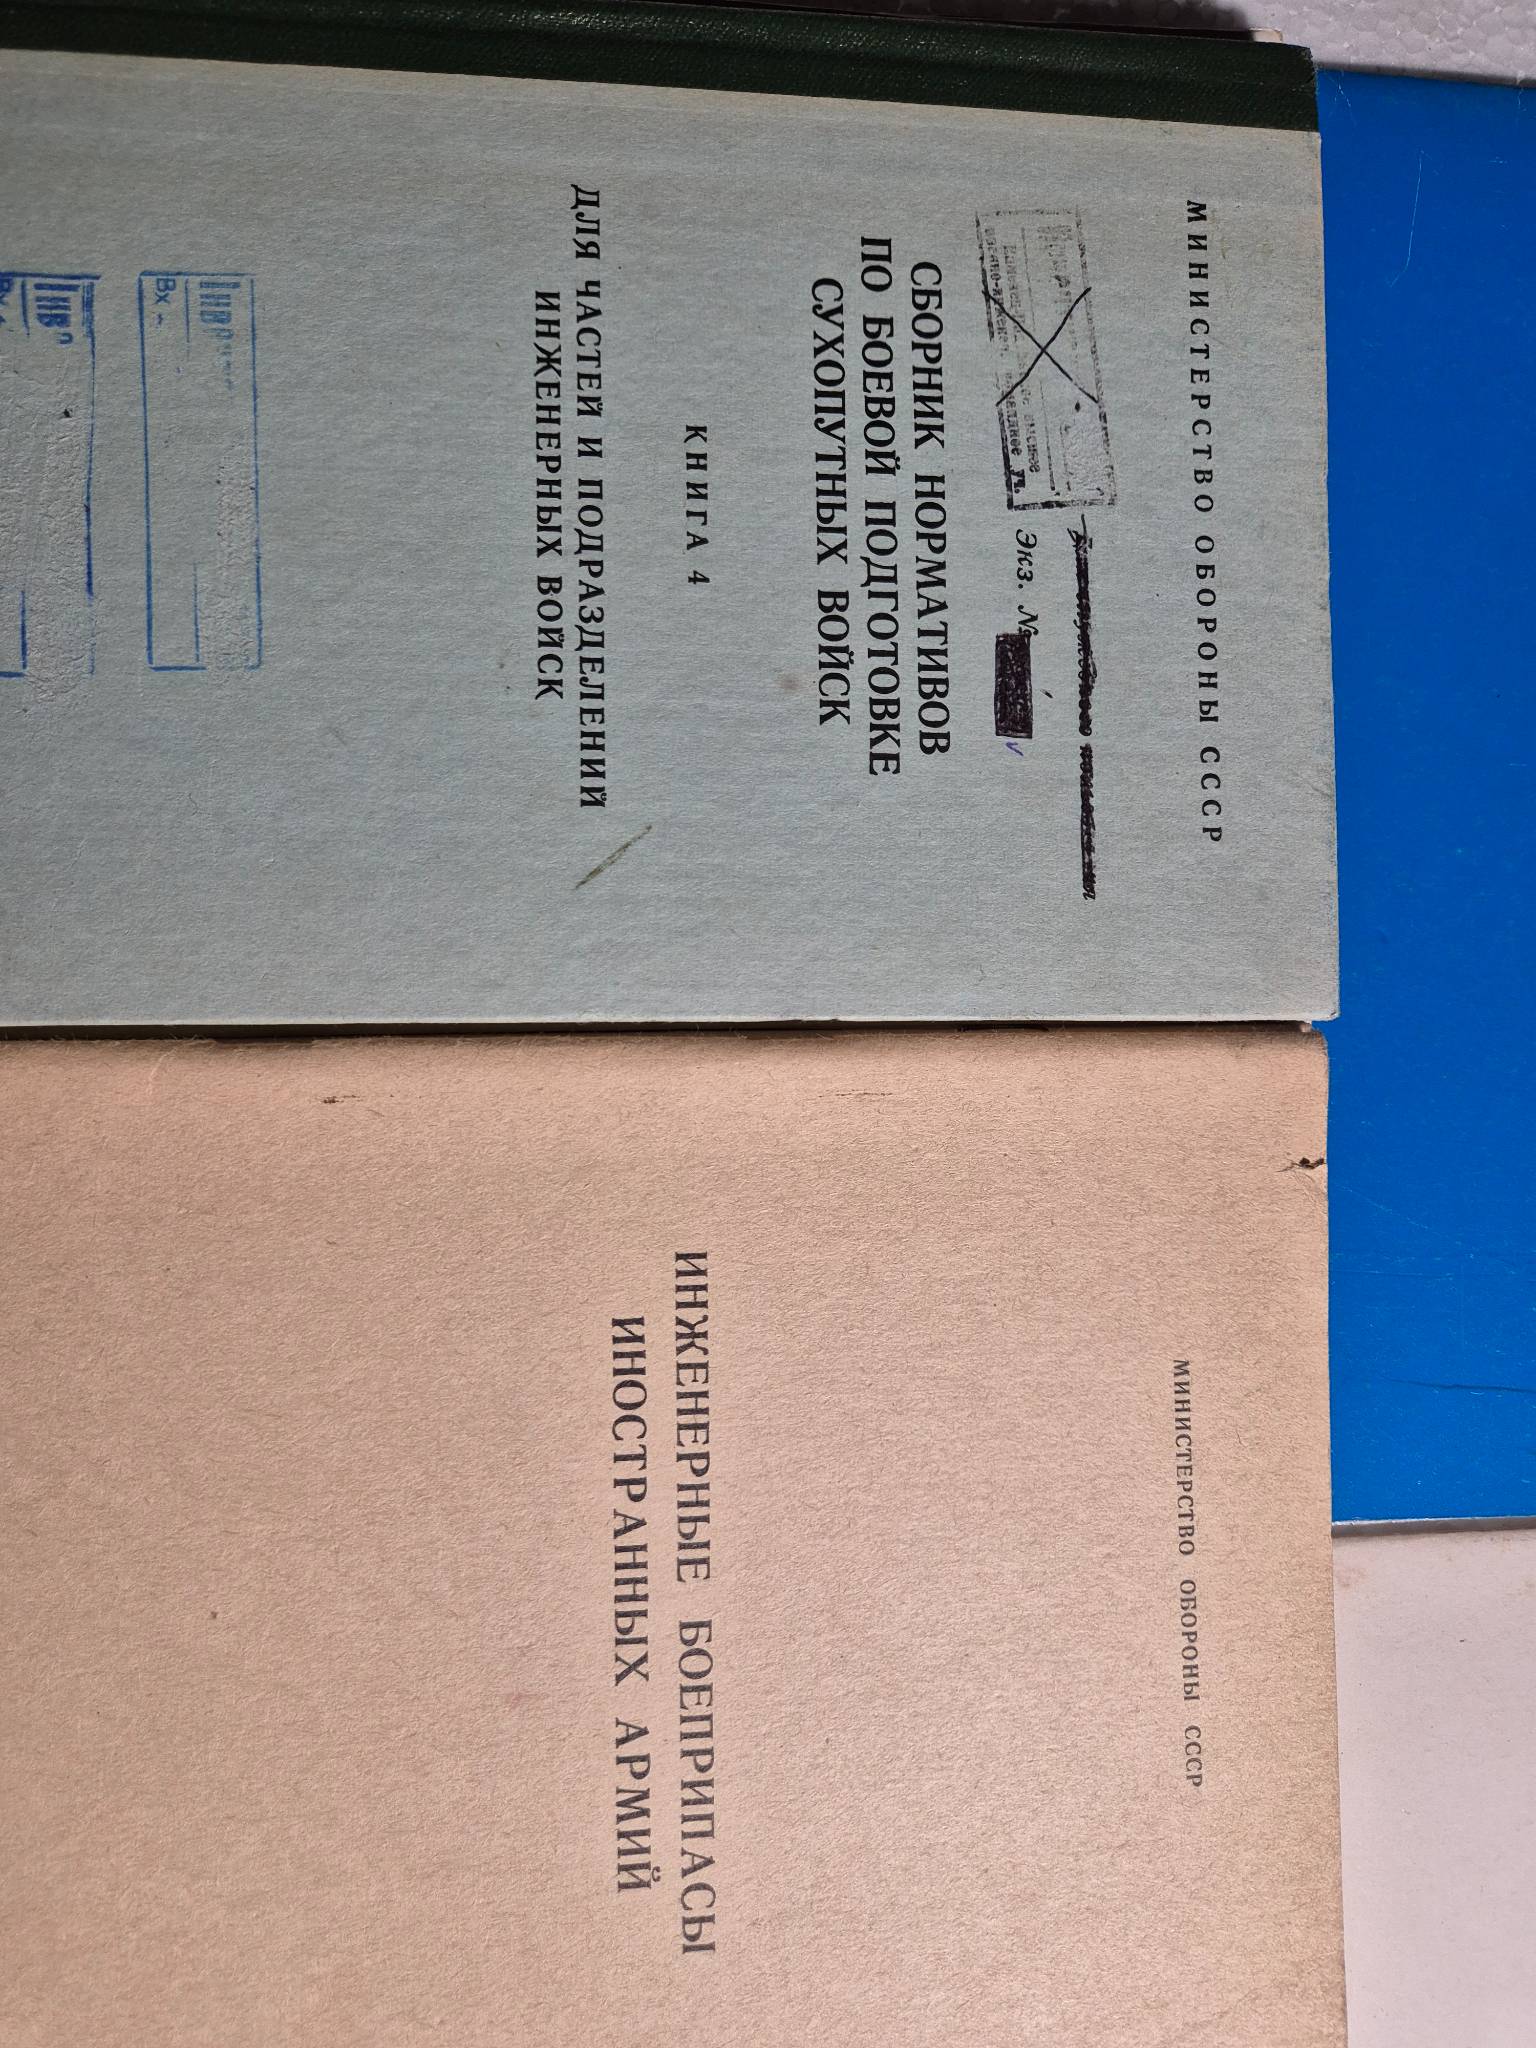 МИНИСТЕРСТВО ОБОРОНЫ СССР
Экз. №
СБОРНИК НОРМАТИВОВ
ПО БОЕВОЙ ПОДГОТОВКЕ
СУХОПУТНЫХ ВОЙСК
КНИГА 4
ДЛЯ ЧАСТЕЙ И ПОДРАЗДЕЛЕНИЙ
ИНЖЕНЕРНЫХ ВОЙСК
Вх.
МИНИСТЕРСТВО ОБОРОНЫ СССР
ИНЖЕНЕРНЫЕ БОЕПРИПАСЫ
ИНОСТРАННЫХ АРМИЙ